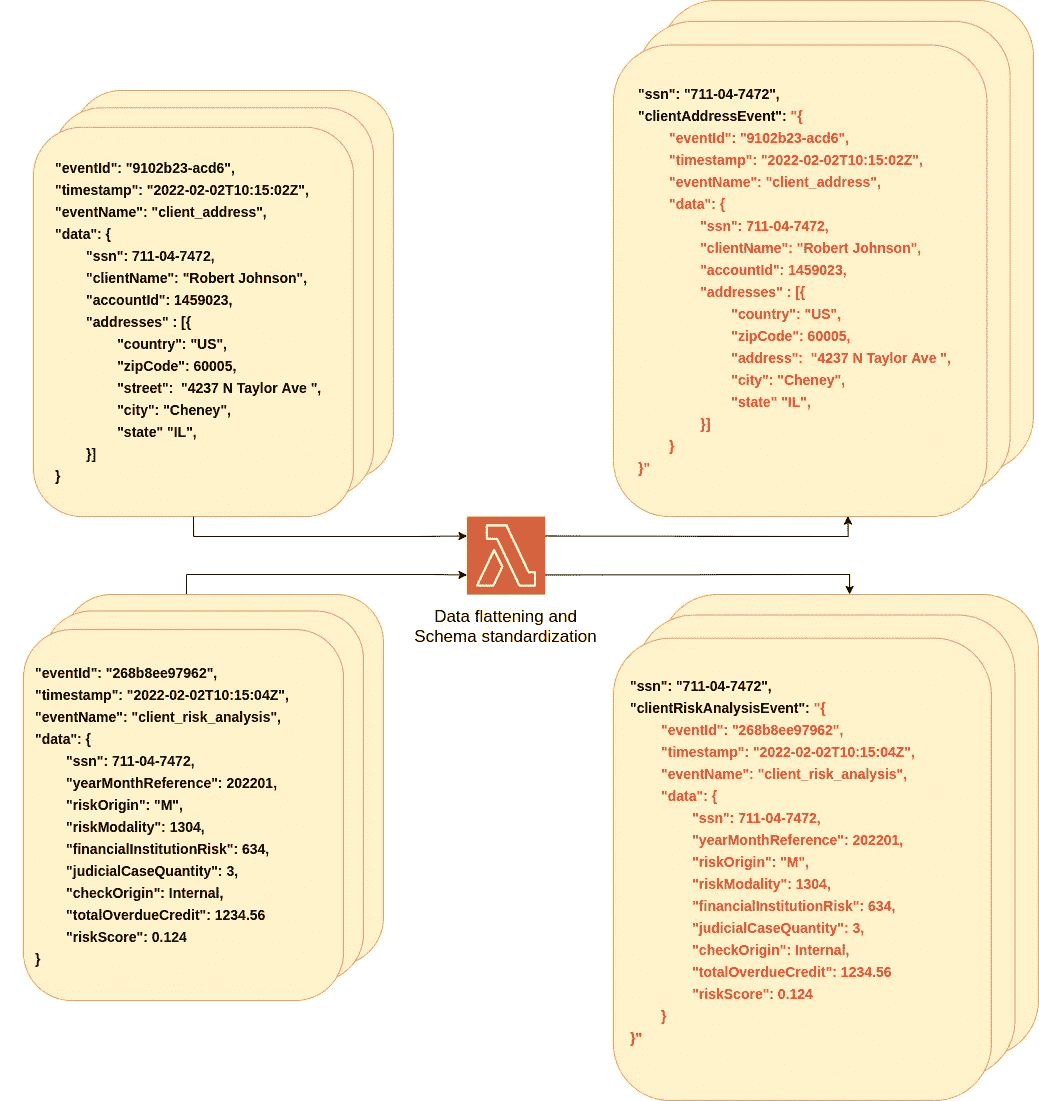 "eventId": "9102b23-acd6",
"timestamp": "2022-02-02T10:15:02Z",
"eventName": "client_address",
"data": {
"ssn": 711-04-7472,
"clientName": "Robert Johnson",
"accountId": 1459023,
"addresses" : [{
"country": "US",
"zipCode": 60005,
"street":  "4237 N Taylor Ave ",
"city": "Cheney",
"state" "IL",
}]
}
"ssn": "711-04-7472",
"clientAddressEvent": "{
"eventId": "9102b23-acd6",
"timestamp": "2022-02-02T10:15:02Z",
"eventName": "client_address",
"data": {
"ssn": 711-04-7472,
"clientName": "Robert Johnson",
"accountId": 1459023,
"addresses" : [{
"country": "US",
"zipCode": 60005,
"address":  "4237 N Taylor Ave ",
"city": "Cheney",
"state" "IL",
}]
}
}"
Data flattening and
Schema standardization
"eventId": "268b8ee97962",
"timestamp": "2022-02-02T10:15:04Z",
"eventName": "client_risk_analysis",
"data": {
"ssn": 711-04-7472,
"yearMonthReference": 202201,
"riskOrigin": "M",
"riskModality": 1304,
"financialInstitutionRisk": 634,
"judicialCaseQuantity": 3,
"checkOrigin": Internal,
"totalOverdueCredit": 1234.56
"riskScore": 0.124
}
"ssn": "711-04-7472",
"clientRiskAnalysisEvent": "{
"eventId": "268b8ee97962",
"timestamp": "2022-02-02T10:15:04Z",
"eventName": "client_risk_analysis",
"data": {
"ssn": 711-04-7472,
"yearMonthReference": 202201,
"riskOrigin": "M",
"riskModality": 1304,
"financialInstitutionRisk": 634,
"judicialCaseQuantity": 3,
"checkOrigin": Internal,
"totalOverdueCredit": 1234.56
"riskScore": 0.124
}
}"